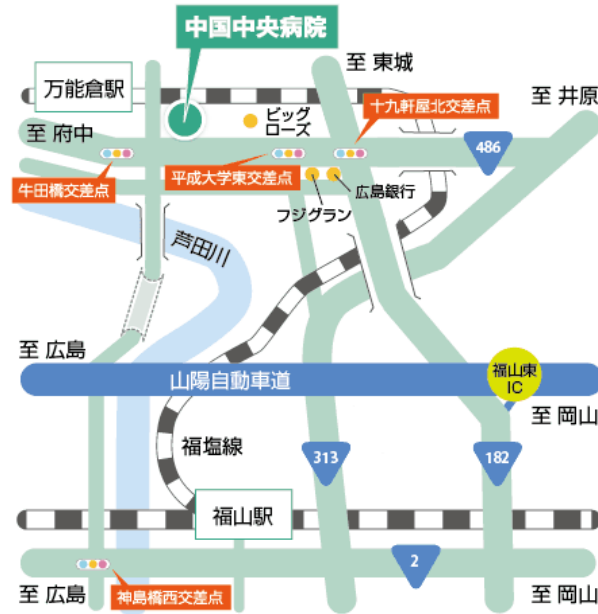 中国中央病院
至 東城
万能倉駅
至 井原
ビッグ
ローズ
十九軒屋北交差点
至 府中
486
牛田橋交差点
平成大学東交差点
広島銀行
フジグラン
芦田川
至 広島
山陽自動車道
福山東
IC
至 岡山
福塩線
313
182
福山駅
2
至 広島
神島橋西交差点
至 岡山